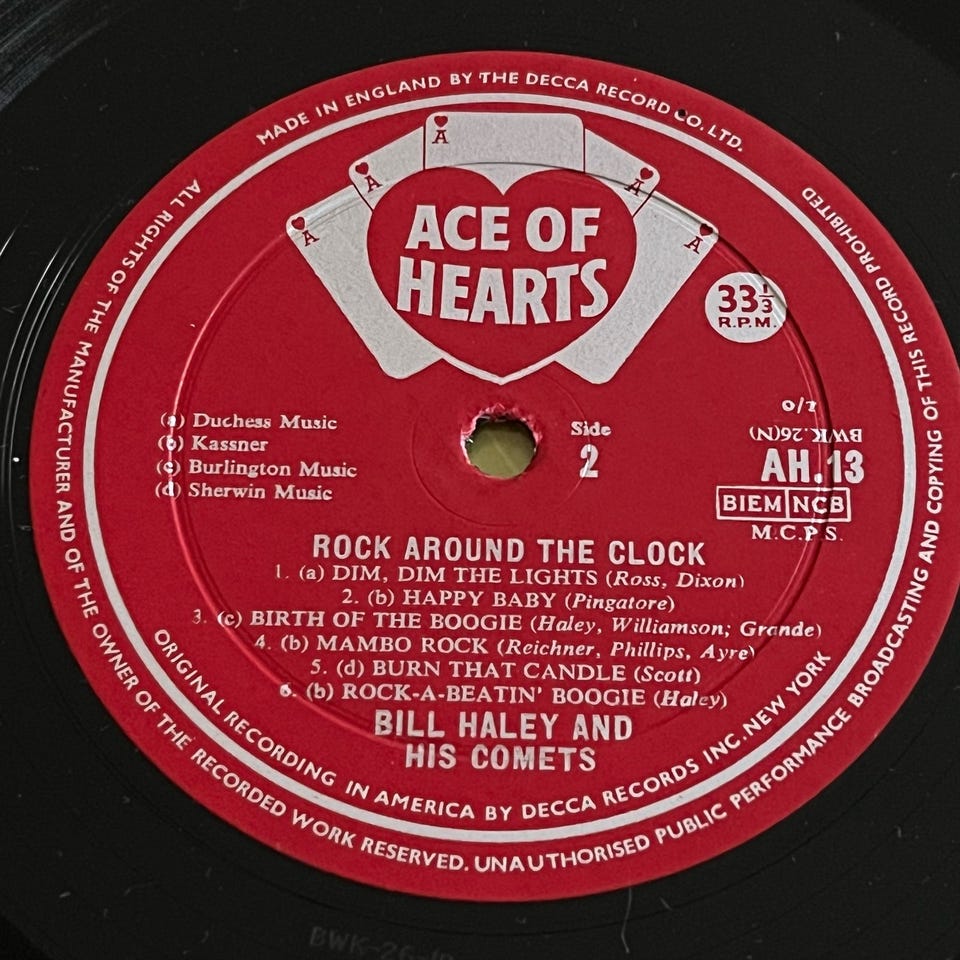 MADE IN ENGLAND BY THE DECCA RECORD CO. LTD.
ALL RIGHTS OF THE MANUFACTURER AND OF THE OWNER OF THE RECORDED WORK RESERVED. UNAUTHORISED PUBLIC PERFORMANCE BROADCASTING AND COPYING OF THIS RECORD PROHIBITED
A
A
A
A
A
ACE OF
HEARTS
33⅓
R.P.M.
(a) Duchess Music
(b) Kassner
(c) Burlington Music
(d) Sherwin Music
Side
2
1/0
BWK.26(N)
AH.13
BIEM NCB
M.C.P.S.
ROCK AROUND THE CLOCK
1. (a) DIM, DIM THE LIGHTS (Ross, Dixon)
2. (b) HAPPY BABY (Pingatore)
3. (c) BIRTH OF THE BOOGIE (Haley, Williamson; Grande)
4. (b) MAMBO ROCK (Reichner, Phillips, Ayre)
5. (d) BURN THAT CANDLE (Scott)
6. (b) ROCK-A-BEATIN' BOOGIE (Haley)
BILL HALEY AND
HIS COMETS
ORIGINAL RECORDING IN AMERICA BY DECCA RECORDS INC. NEW YORK